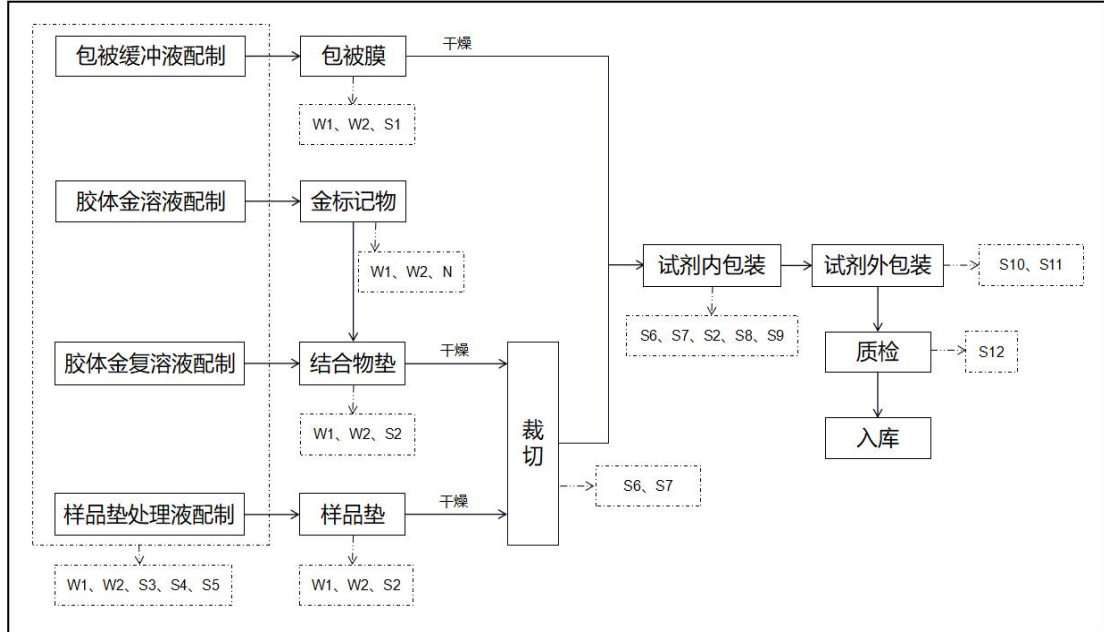 包被缓冲液配制
包被膜
干燥
W1、W2、S1
胶体金溶液配制
金标记物
W1、W2、N
试剂内包装
试剂外包装
S10、S11
S6、S7、S2、S8、S9
胶体金复溶液配制
结合物垫
干燥
质检
S12
W1、W2、S2
裁切
入库
S6、S7
样品垫处理液配制
样品垫
干燥
W1、W2、S3、S4、S5
W1、W2、S2